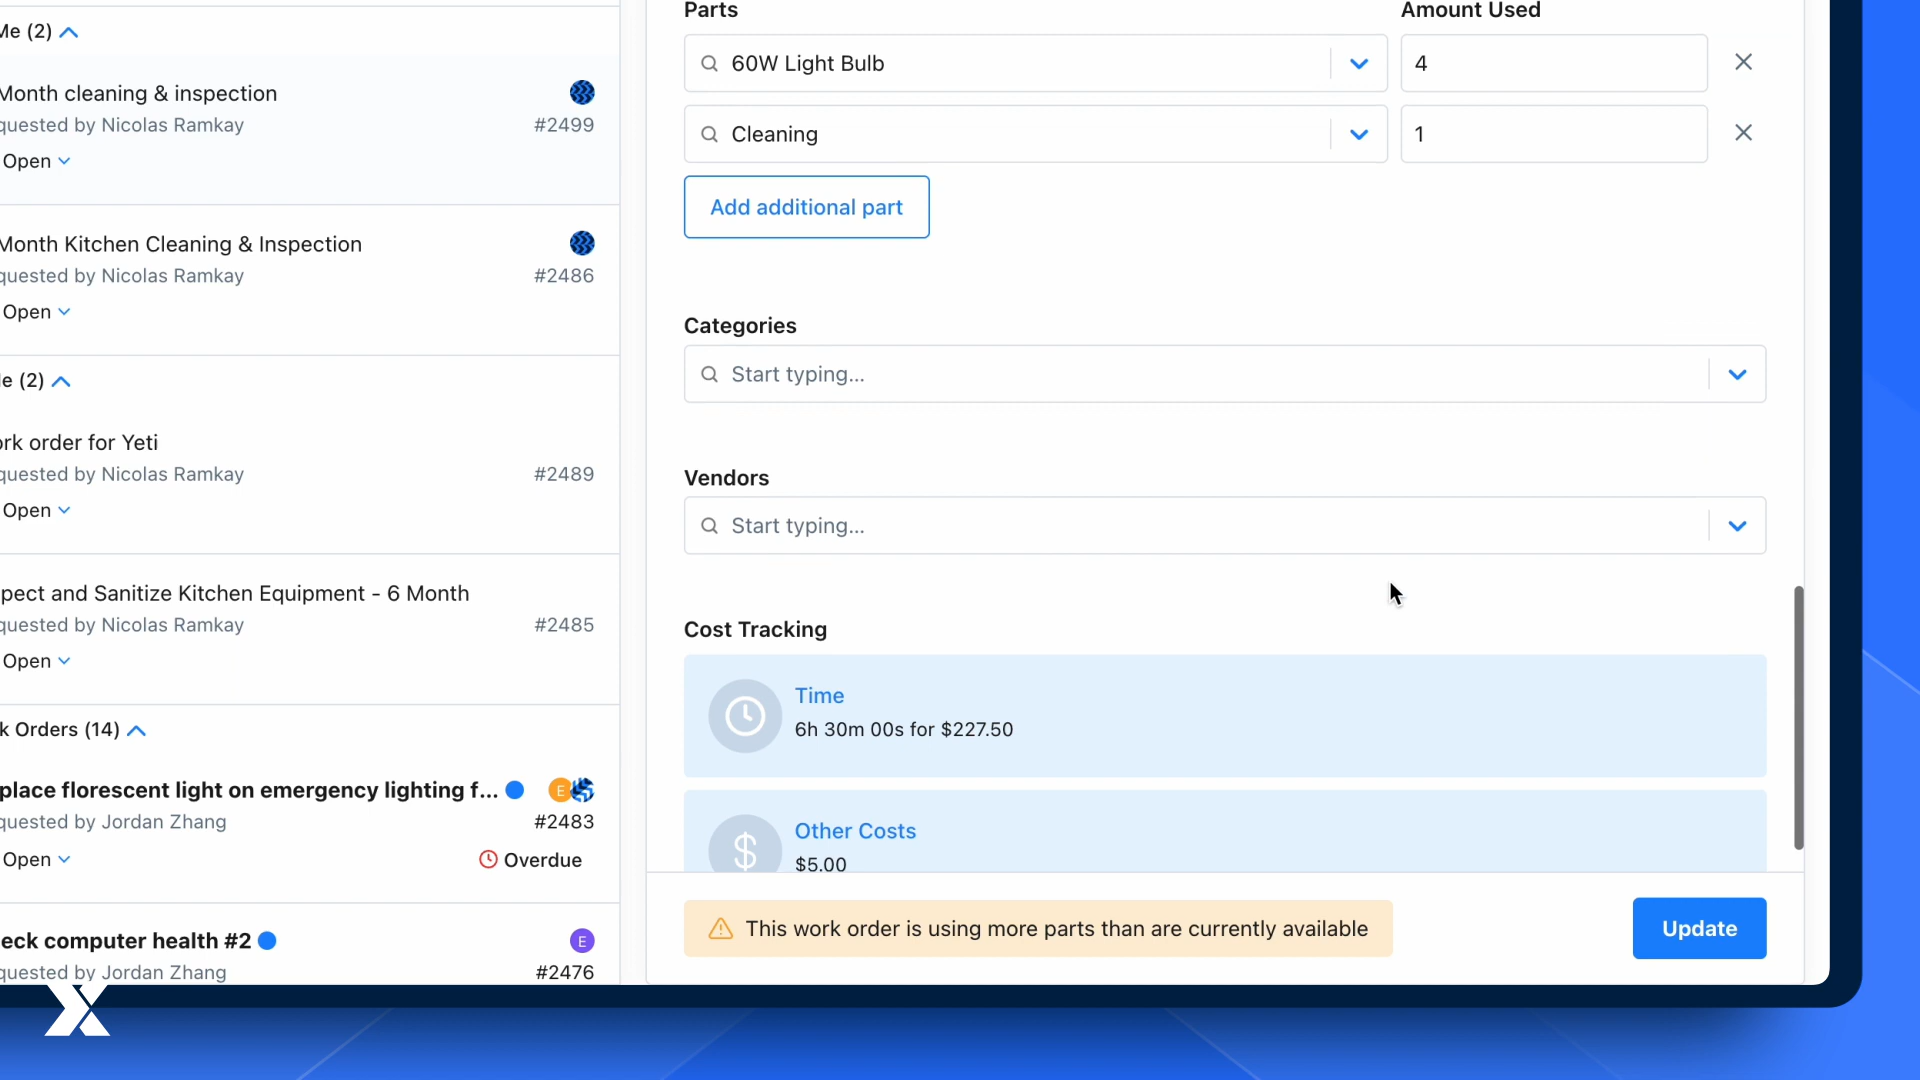 Me (2)
Month cleaning & inspection
quested by Nicolas Ramkay
#2499
Open
Month Kitchen Cleaning & Inspection
quested by Nicolas Ramkay
#2486
Open
le (2)
ork order for Yeti
quested by Nicolas Ramkay
#2489
Open
pect and Sanitize Kitchen Equipment - 6 Month
quested by Nicolas Ramkay
#2485
Open
k Orders (14)
place florescent light on emergency lighting f...
E
quested by Jordan Zhang
#2483
Open
Overdue
eck computer health #2
E
quested by Jordan Zhang
#2476
Parts
Amount Used
60W Light Bulb
4
Cleaning
1
Add additional part
Categories
Start typing...
Vendors
Start typing...
Cost Tracking
Time
6h 30m 00s for $227.50
$
Other Costs
$5.00
This work order is using more parts than are currently available
Update